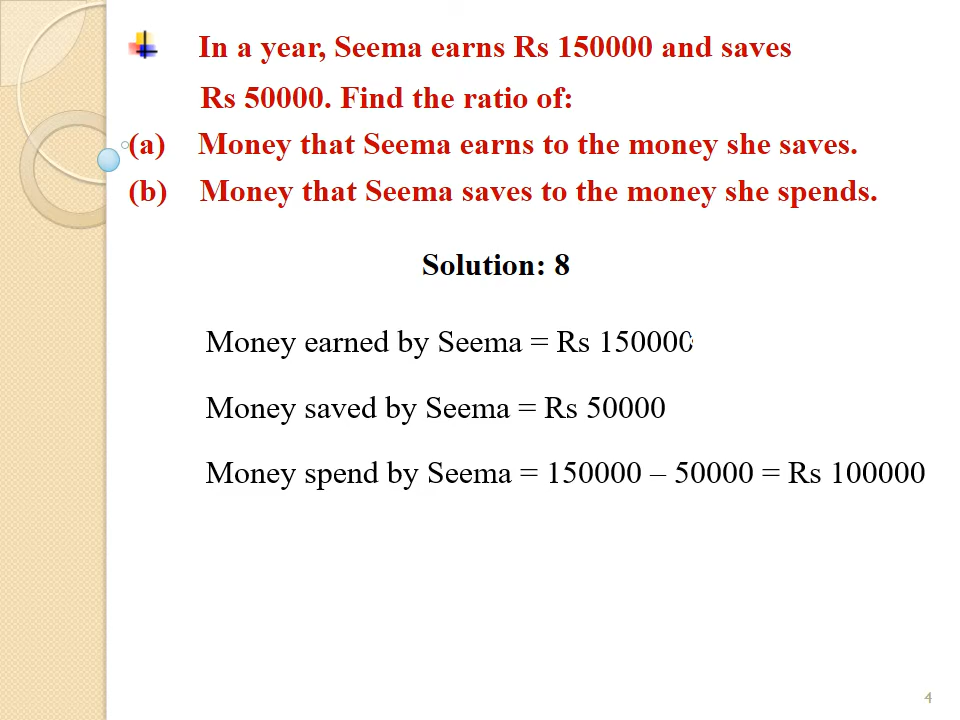 In a year, Seema earns Rs 150000 and saves
Rs 50000. Find the ratio of:
(a) Money that Seema earns to the money she saves.
(b) Money that Seema saves to the money she spends.
Solution: 8
Money earned by Seema = Rs 150000
Money saved by Seema = Rs 50000
Money spend by Seema = 150000 – 50000 = Rs 100000
4